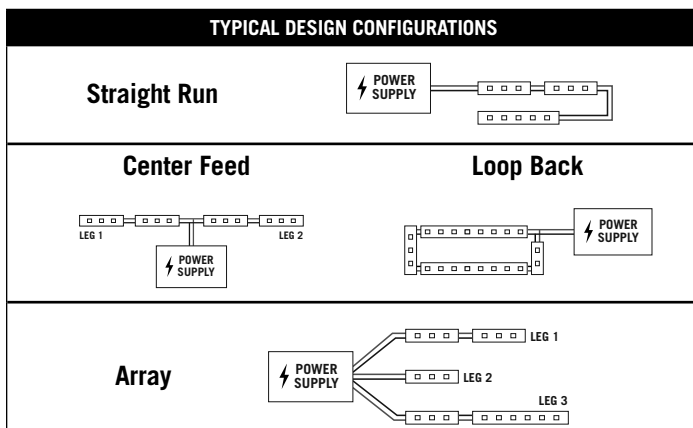 TYPICAL DESIGN CONFIGURATIONS
Straight Run
POWER
SUPPLY
Center Feed
LEG 1
LEG 2
POWER
SUPPLY
Loop Back
POWER
SUPPLY
Array
POWER
SUPPLY
LEG 1
LEG 2
LEG 3